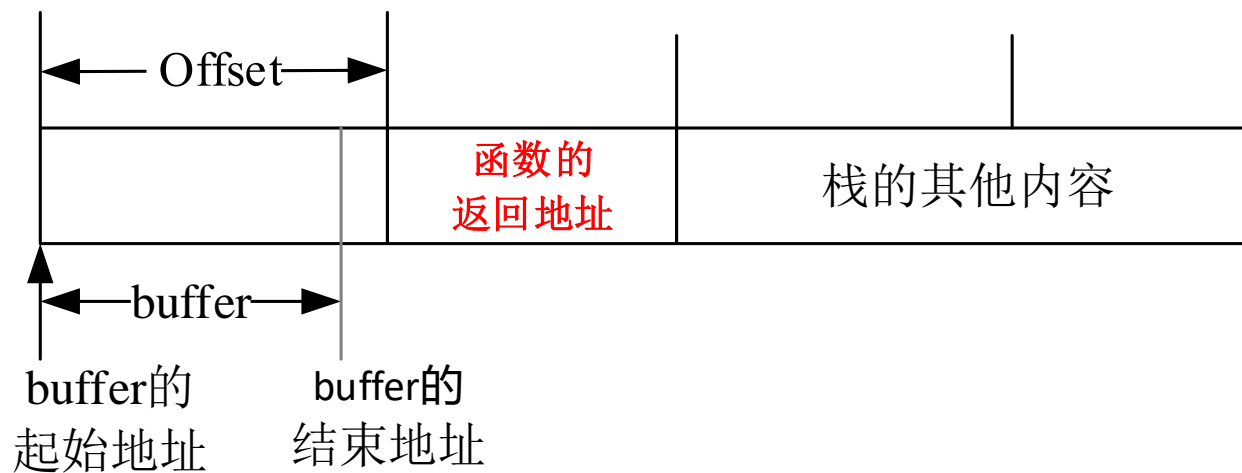 Offset
函数的
返回地址
栈的其他内容
buffer
buffer的
起始地址
buffer的
结束地址